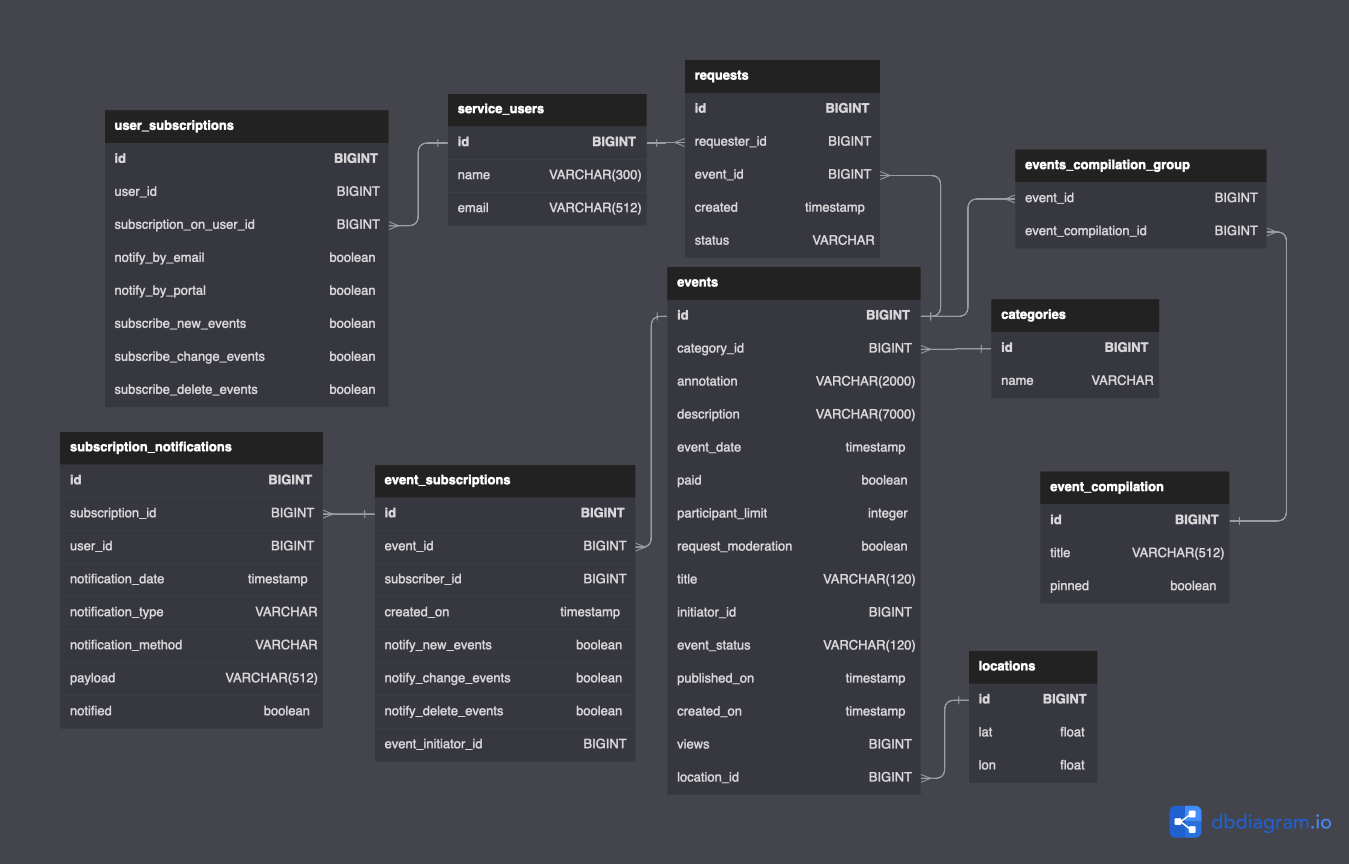 user_subscriptions
id BIGINT
user_id BIGINT
subscription_on_user_id BIGINT
notify_by_email boolean
notify_by_portal boolean
subscribe_new_events boolean
subscribe_change_events boolean
subscribe_delete_events boolean
service_users
id BIGINT
name VARCHAR(300)
email VARCHAR(512)
requests
id BIGINT
requester_id BIGINT
event_id BIGINT
created timestamp
status VARCHAR
events_compilation_group
event_id BIGINT
event_compilation_id BIGINT
events
id BIGINT
category_id BIGINT
annotation VARCHAR(2000)
description VARCHAR(7000)
event_date timestamp
paid boolean
participant_limit integer
request_moderation boolean
title VARCHAR(120)
initiator_id BIGINT
event_status VARCHAR(120)
published_on timestamp
created_on timestamp
views BIGINT
location_id BIGINT
categories
id BIGINT
name VARCHAR
subscription_notifications
id BIGINT
subscription_id BIGINT
user_id BIGINT
notification_date timestamp
notification_type VARCHAR
notification_method VARCHAR
payload VARCHAR(512)
notified boolean
event_subscriptions
id BIGINT
event_id BIGINT
subscriber_id BIGINT
created_on timestamp
notify_new_events boolean
notify_change_events boolean
notify_delete_events boolean
event_initiator_id BIGINT
event_compilation
id BIGINT
title VARCHAR(512)
pinned boolean
locations
id BIGINT
lat float
lon float
dbdiagram.io